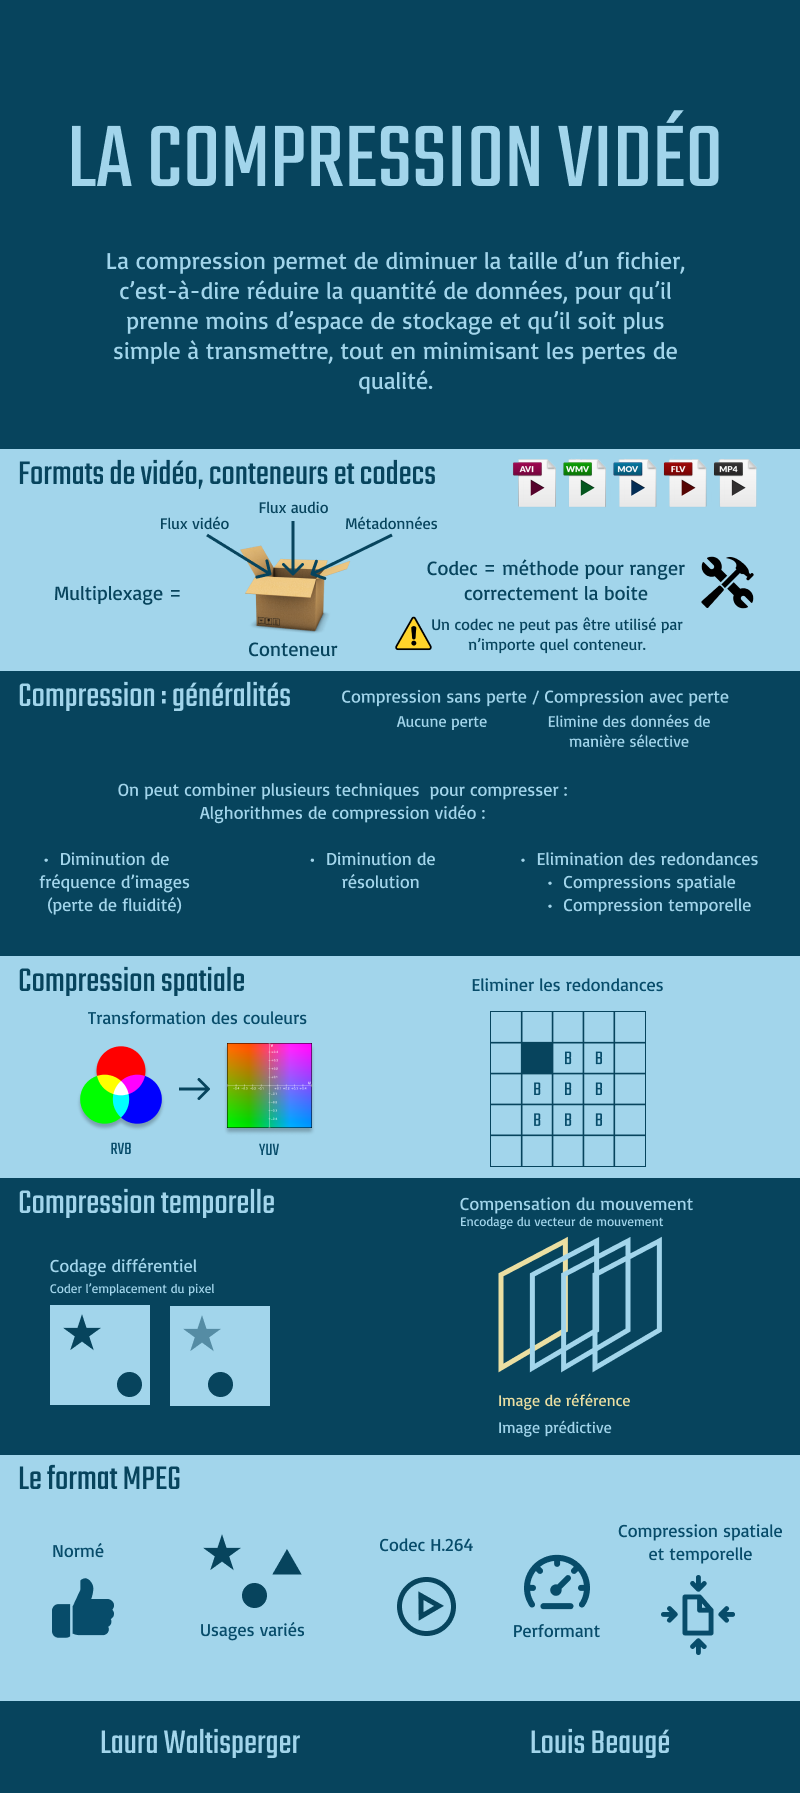 LA COMPRESSION VIDÉO
La compression permet de diminuer la taille d’un fichier,
c’est-à-dire réduire la quantité de données, pour qu’il
prenne moins d’espace de stockage et qu’il soit plus
simple à transmettre, tout en minimisant les pertes de
qualité.
Formats de vidéo, conteneurs et codecs
AVI WMV MOV FLV MP4
Flux vidéo
Flux audio
Métadonnées
Multiplexage =
Conteneur
Codec = méthode pour ranger
correctement la boite
Un codec ne peut pas être utilisé par
n’importe quel conteneur.
Compression : généralités
Compression sans perte / Compression avec perte
Aucune perte
Elimine des données de
manière sélective
On peut combiner plusieurs techniques pour compresser :
Alghorithmes de compression vidéo :
• Diminution de
fréquence d’images
(perte de fluidité)
• Diminution de
résolution
• Elimination des redondances
• Compressions spatiale
• Compression temporelle
Compression spatiale
Transformation des couleurs
RVB
YUV
Eliminer les redondances
B B
B B B
B B B
Compression temporelle
Codage différentiel
Coder l’emplacement du pixel
Compensation du mouvement
Encodage du vecteur de mouvement
Image de référence
Image prédictive
Le format MPEG
Normé
Usages variés
Codec H.264
Performant
Compression spatiale
et temporelle
Laura Waltisperger
Louis Beaugé